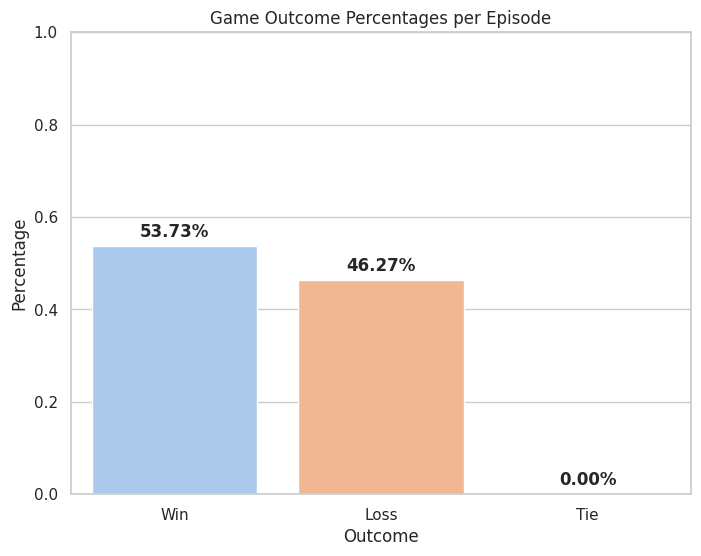 Game Outcome Percentages per Episode
1.0
0.8
0.6
0.4
0.2
0.0
Percentage
53.73%
46.27%
0.00%
Win Loss Tie
Outcome